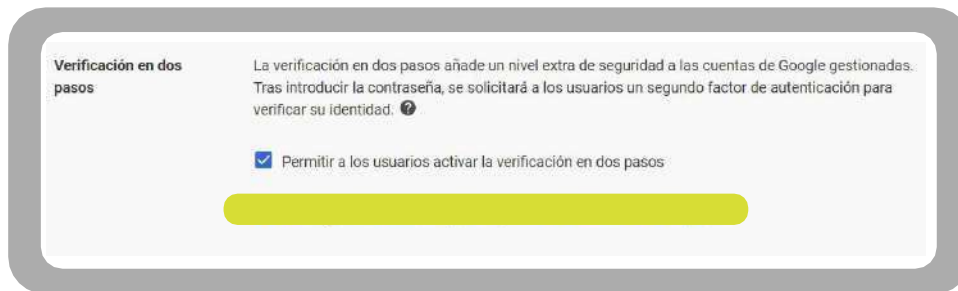 Verificación en dos
pasos
La verificación en dos pasos añade un nivel extra de seguridad a las cuentas de Google gestionadas.
Tras introducir la contraseña, se solicitará a los usuarios un segundo factor de autenticación para
verificar su identidad. ?
Permitir a los usuarios activar la verificación en dos pasos